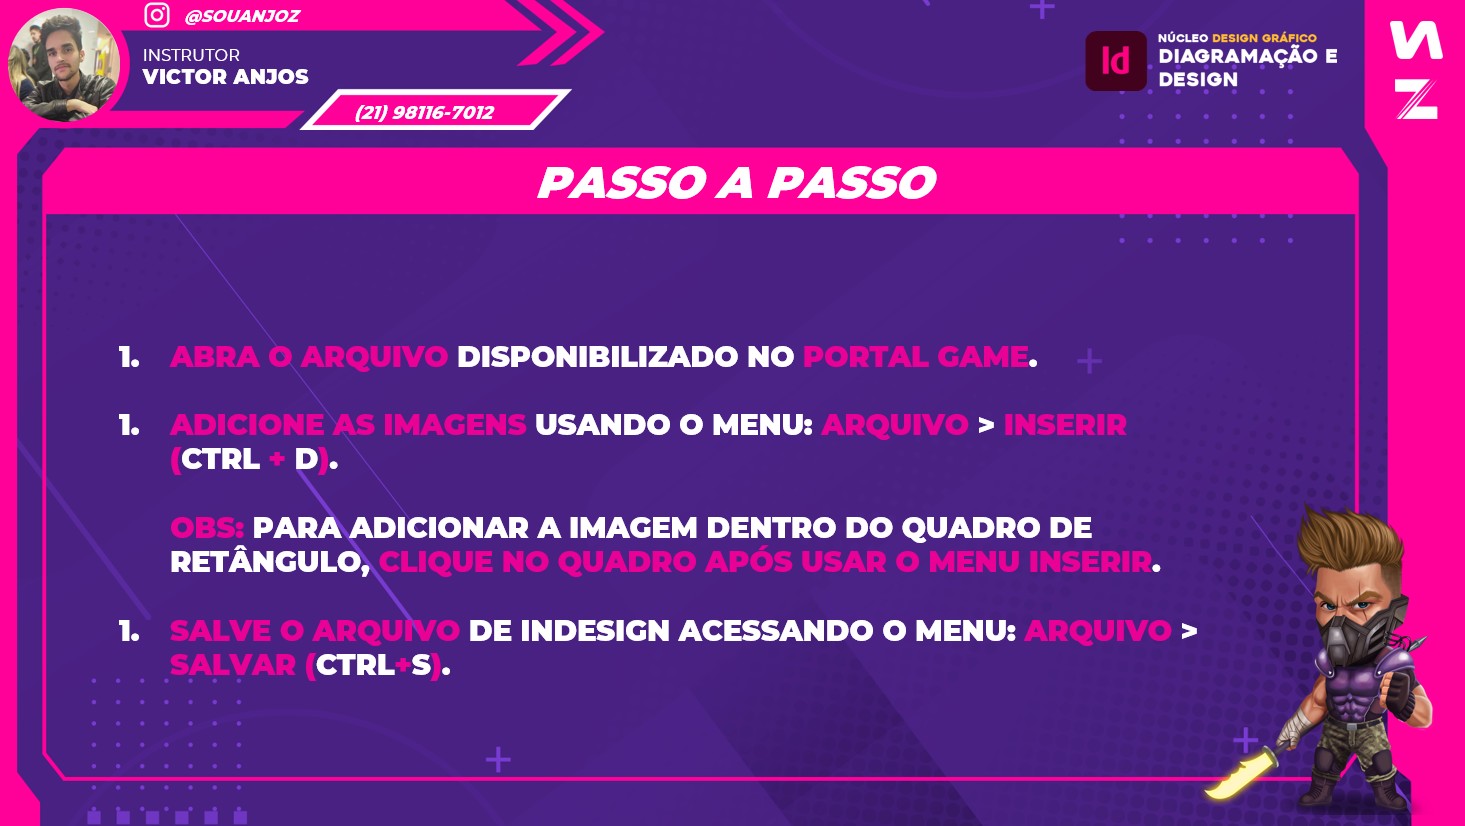 @SOUANJOZ
INSTRUTOR
VICTOR ANJOS
(21) 98116-7012
Id
NÚCLEO DESIGN GRÁFICO
DIAGRAMAÇÃO E
DESIGN
PASSO A PASSO
1. ABRA O ARQUIVO DISPONIBILIZADO NO PORTAL GAME.
1. ADICIONE AS IMAGENS USANDO O MENU: ARQUIVO > INSERIR
(CTRL + D).
OBS: PARA ADICIONAR A IMAGEM DENTRO DO QUADRO DE
RETÂNGULO, CLIQUE NO QUADRO APÓS USAR O MENU INSERIR.
1. SALVE O ARQUIVO DE INDESIGN ACESSANDO O MENU: ARQUIVO >
SALVAR (CTRL+S).